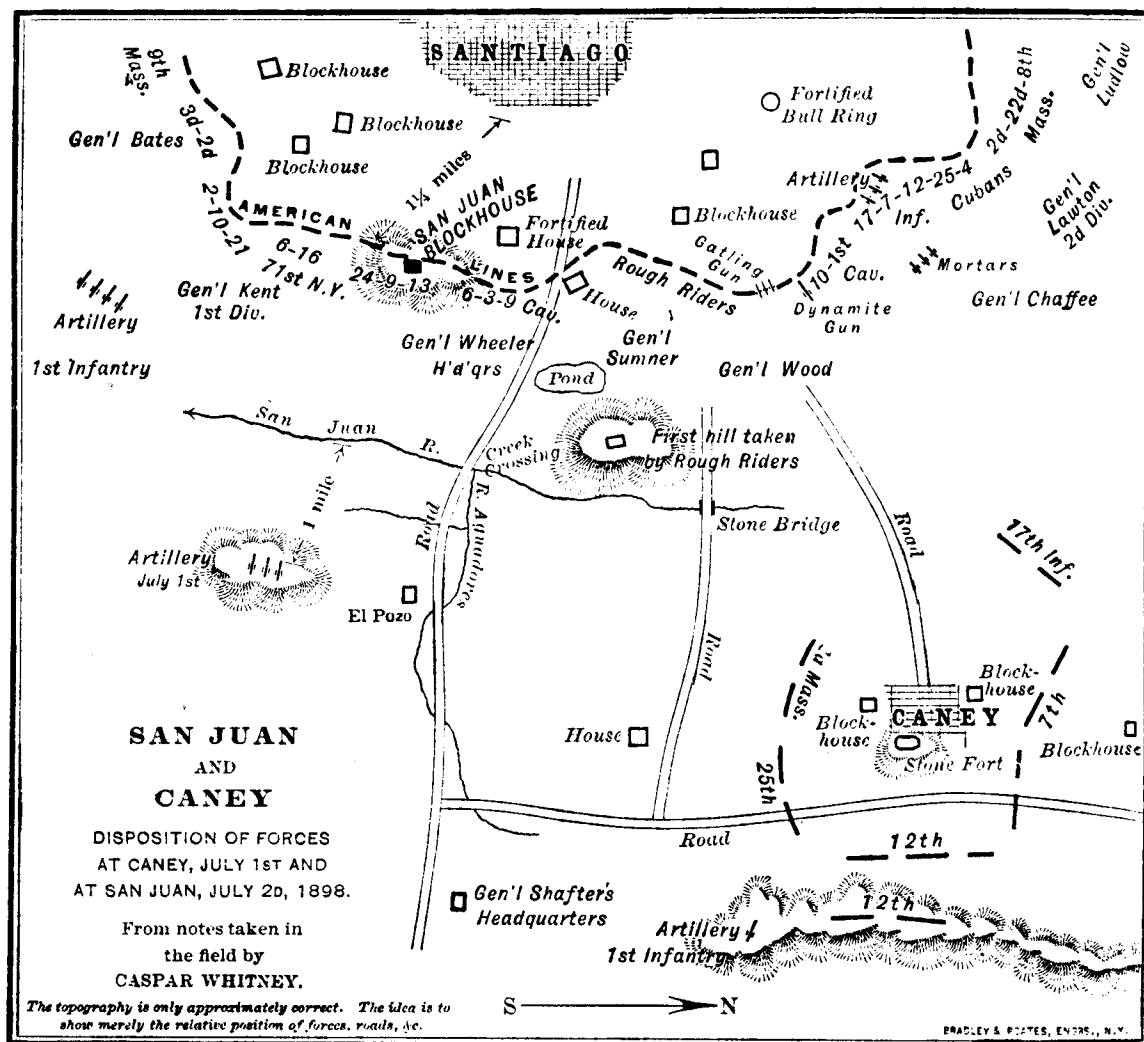 SANTIAGO
9th
Mass.
Blockhouse
3d-2d
Gen'l Bates
Blockhouse
Blockhouse
1¼ miles
2-10-21
AMERICAN
SAN JUAN
BLOCKHOUSE
Fortified
House
LINES
6-16
71st N.Y.
24
9-13
6-3-9 Cav.
House
Gen'l Kent
1st Div.
Artillery
1st Infantry
Gen'l Wheeler
H'd'qrs
Fortified
Bull Ring
Blockhouse
Gatling
Gun
Rough Riders
Gen'l
Sumner
Artillery
17-7-12-25-4
Inf.
Cubans
2d-22d-8th
Mass.
Gen'l
Ludlow
Gen'l
Lawton
2d Div.
10-1st
Cav.
Mortars
Dynamite
Gun
Gen'l Chaffee
Gen'l Wood
Pond
San Juan R.
Creek
Crossing
First hill taken
by Rough Riders
1 mile
Road
R. Aguadores
Stone Bridge
Road
Artillery
July 1st
El Pozo
Road
17th Inf.
2d Mass.
Block-
house
Block-
house
CANEY
7th
Stone Fort
Blockhouse
House
25th
Road
12th
12th
Gen'l Shafter's
Headquarters
Artillery
1st Infantry
SAN JUAN
AND
CANEY
DISPOSITION OF FORCES
AT CANEY, JULY 1ST AND
AT SAN JUAN, JULY 2D, 1898.
From notes taken in
the field by
CASPAR WHITNEY.
The topography is only approximately correct. The idea is to
show merely the relative position of forces, roads, &c.
S N
BRADLEY & POATES, ENGRS., N.Y.